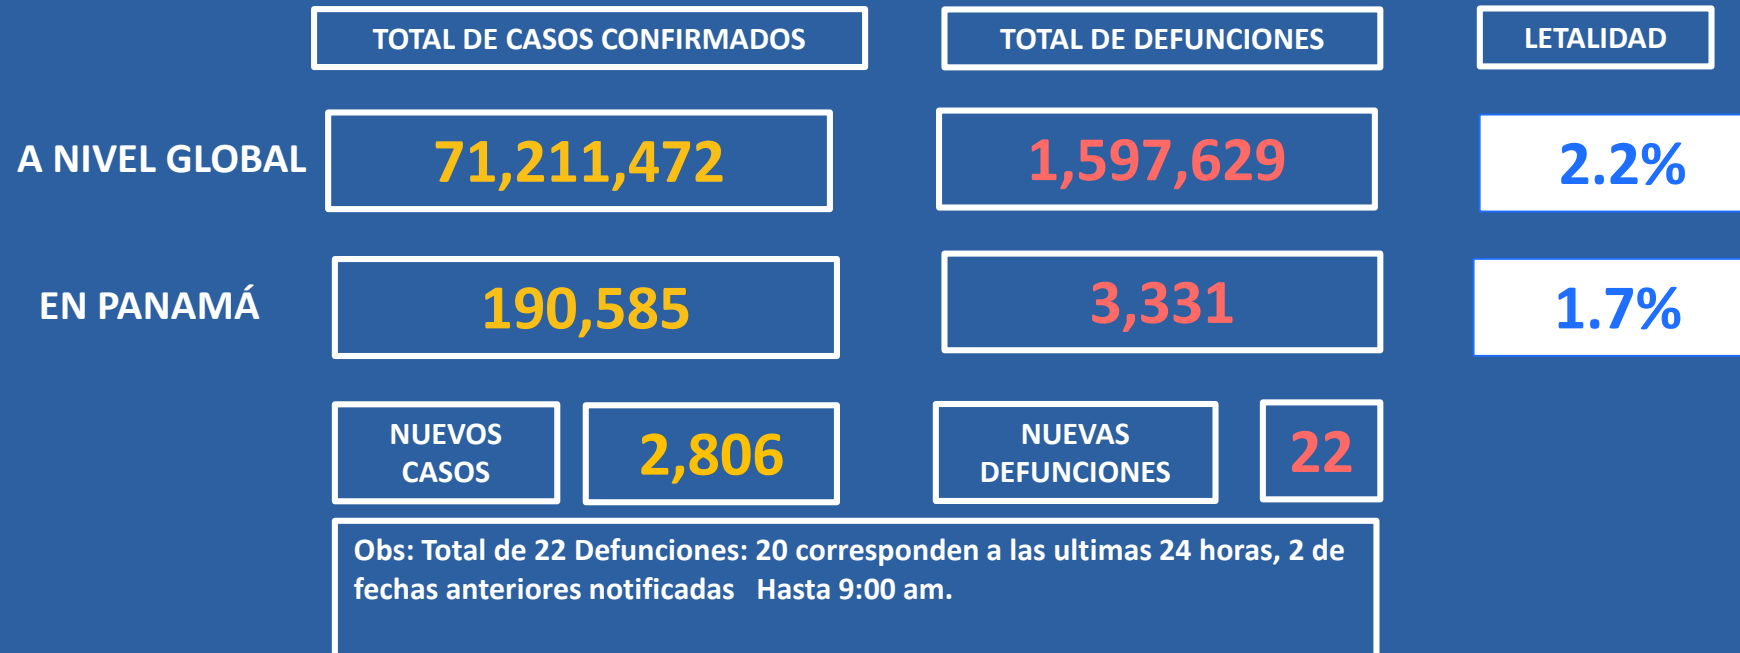 TOTAL DE CASOS CONFIRMADOS
TOTAL DE DEFUNCIONES
LETALIDAD
A NIVEL GLOBAL
71,211,472
1,597,629
2.2%
EN PANAMÁ
190,585
3,331
1.7%
NUEVOS
CASOS
2,806
NUEVAS
DEFUNCIONES
22
Obs: Total de 22 Defunciones: 20 corresponden a las ultimas 24 horas, 2 de
fechas anteriores notificadas   Hasta 9:00 am.